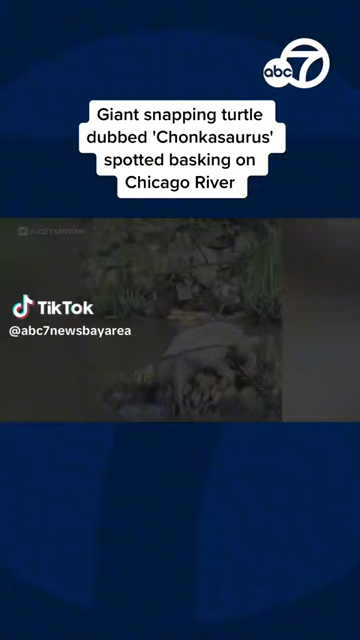 abc 7
Giant snapping turtle
dubbed 'Chonkasaurus'
spotted basking on
Chicago River
TikTok
@abc7newsbayarea